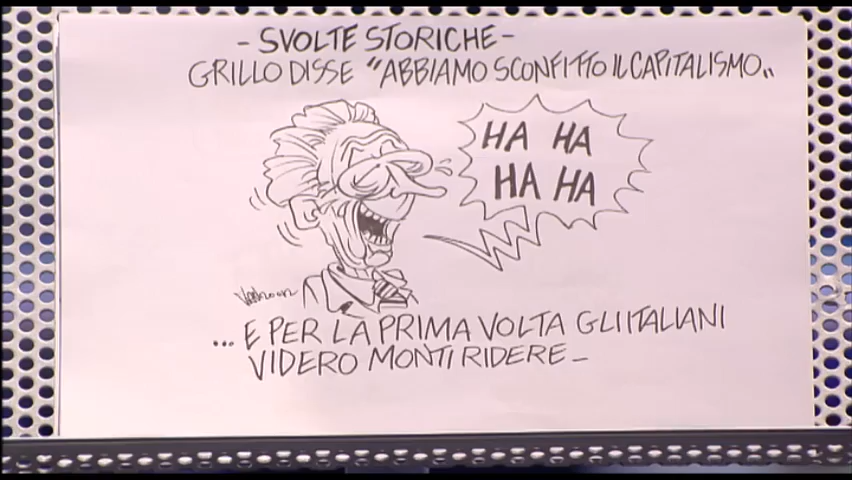 - SVOLTE STORICHE -
GRILLO DISSE "ABBIAMO SCONFITTO IL CAPITALISMO"
HA HA
HA HA
... E PER LA PRIMA VOLTA GLI ITALIANI
VIDERO MONTI RIDERE -